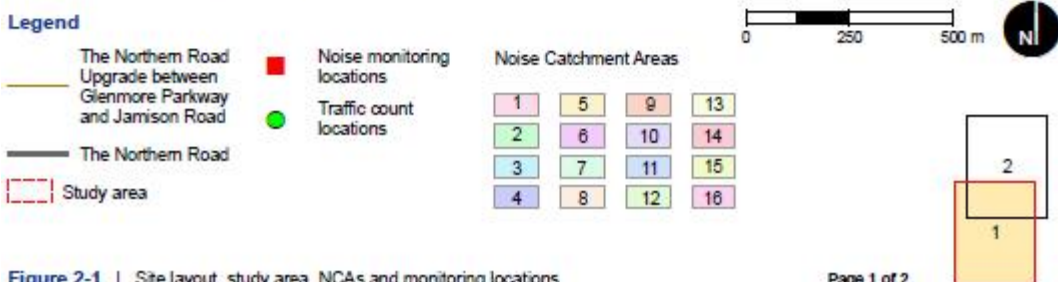 Legend
The Northern Road
Upgrade between
Glenmore Parkway
and Jamison Road
The Northern Road
Study area
Noise monitoring
locations
Traffic count
locations
Noise Catchment Areas
1 5 9 13
2 6 10 14
3 7 11 15
4 8 12 16
0 250 500 m
N
2
1
Figure 2-1 | Site layout, study area, NCAs and monitoring locations
Page 1 of 2